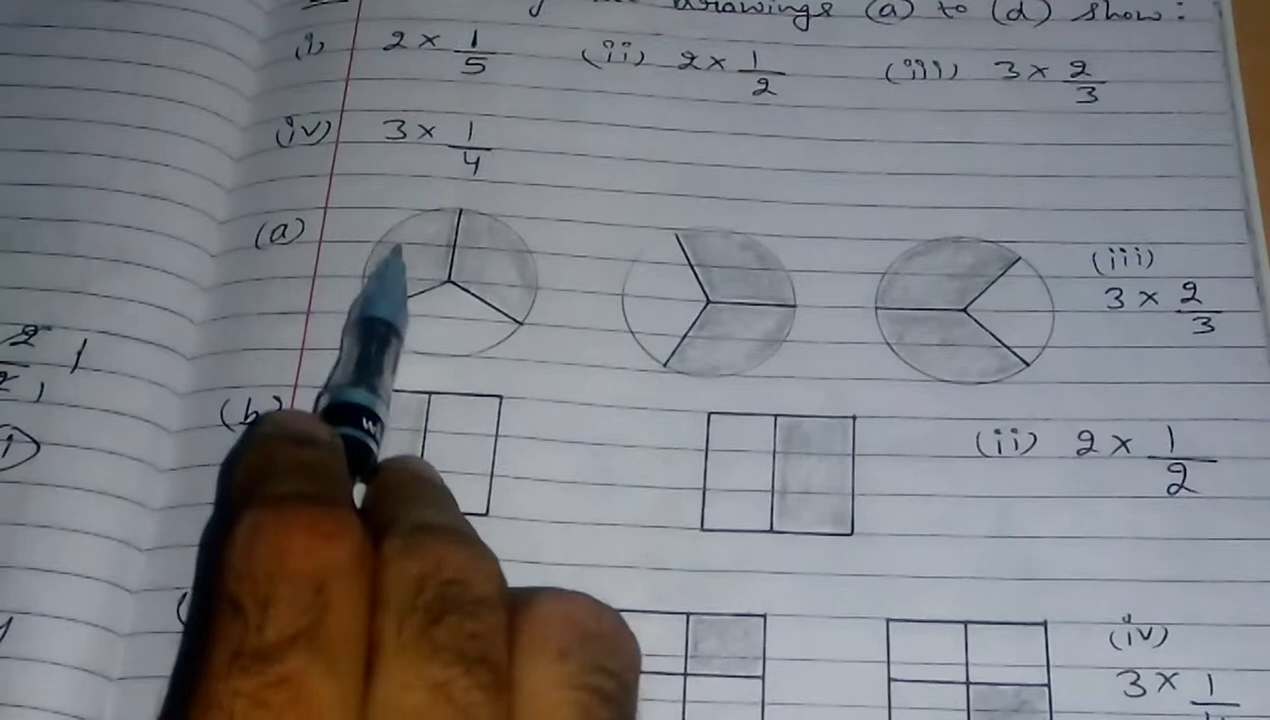 drawings (a) to (d) show:
(i) 2 × 1/5 (ii) 2 × 1/2 (iii) 3 × 2/3
(iv) 3 × 1/4
(a) (iii)
3 × 2/3
(b) (ii) 2 × 1/2
(iv)
3 × 1